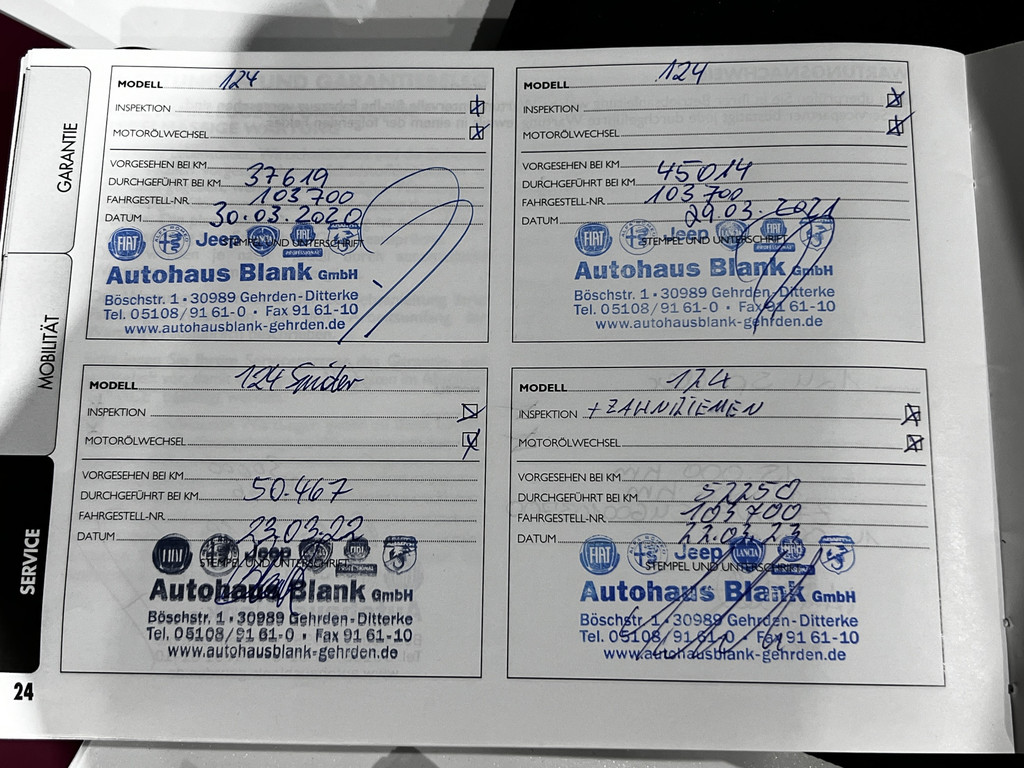 GARANTIE
MOBILITÄT
SERVICE
24
MODELL 124
INSPEKTION
MOTORÖLWECHSEL
VORGESEHEN BEI KM
DURCHGEFÜHRT BEI KM 37619
FAHRGESTELL-NR. 103700
DATUM 30.03.2020
STEMPEL UND UNTERSCHRIFT
FIAT Jeep FIAT PROFESSIONAL
Autohaus Blank GmbH
Böschstr. 1 • 30989 Gehrden-Ditterke
Tel. 05108/91 61-0 • Fax 91 61-10
www.autohausblank-gehrden.de
MODELL 124
INSPEKTION
MOTORÖLWECHSEL
VORGESEHEN BEI KM
DURCHGEFÜHRT BEI KM 45014
FAHRGESTELL-NR. 103700
DATUM 29.03.2021
STEMPEL UND UNTERSCHRIFT
FIAT Jeep
Autohaus Blank GmbH
Böschstr. 1 • 30989 Gehrden-Ditterke
Tel. 05108/91 61-0 • Fax 91 61-10
www.autohausblank-gehrden.de
MODELL 124 Spider
INSPEKTION
MOTORÖLWECHSEL
VORGESEHEN BEI KM
DURCHGEFÜHRT BEI KM 50.467
FAHRGESTELL-NR.
DATUM 23.03.22
STEMPEL UND UNTERSCHRIFT
Jeep
Autohaus Blank GmbH
Böschstr. 1 • 30989 Gehrden-Ditterke
Tel. 05108/91 61-0 • Fax 91 61-10
www.autohausblank-gehrden.de
MODELL 124
INSPEKTION + ZAHNRIEMEN
MOTORÖLWECHSEL
VORGESEHEN BEI KM
DURCHGEFÜHRT BEI KM 52250
FAHRGESTELL-NR. 103700
DATUM
STEMPEL UND UNTERSCHRIFT
FIAT Jeep LANCIA
Autohaus Blank GmbH
Böschstr. 1 • 30989 Gehrden-Ditterke
Tel. 05108/91 61-0 • Fax 91 61-10
www.autohausblank-gehrden.de